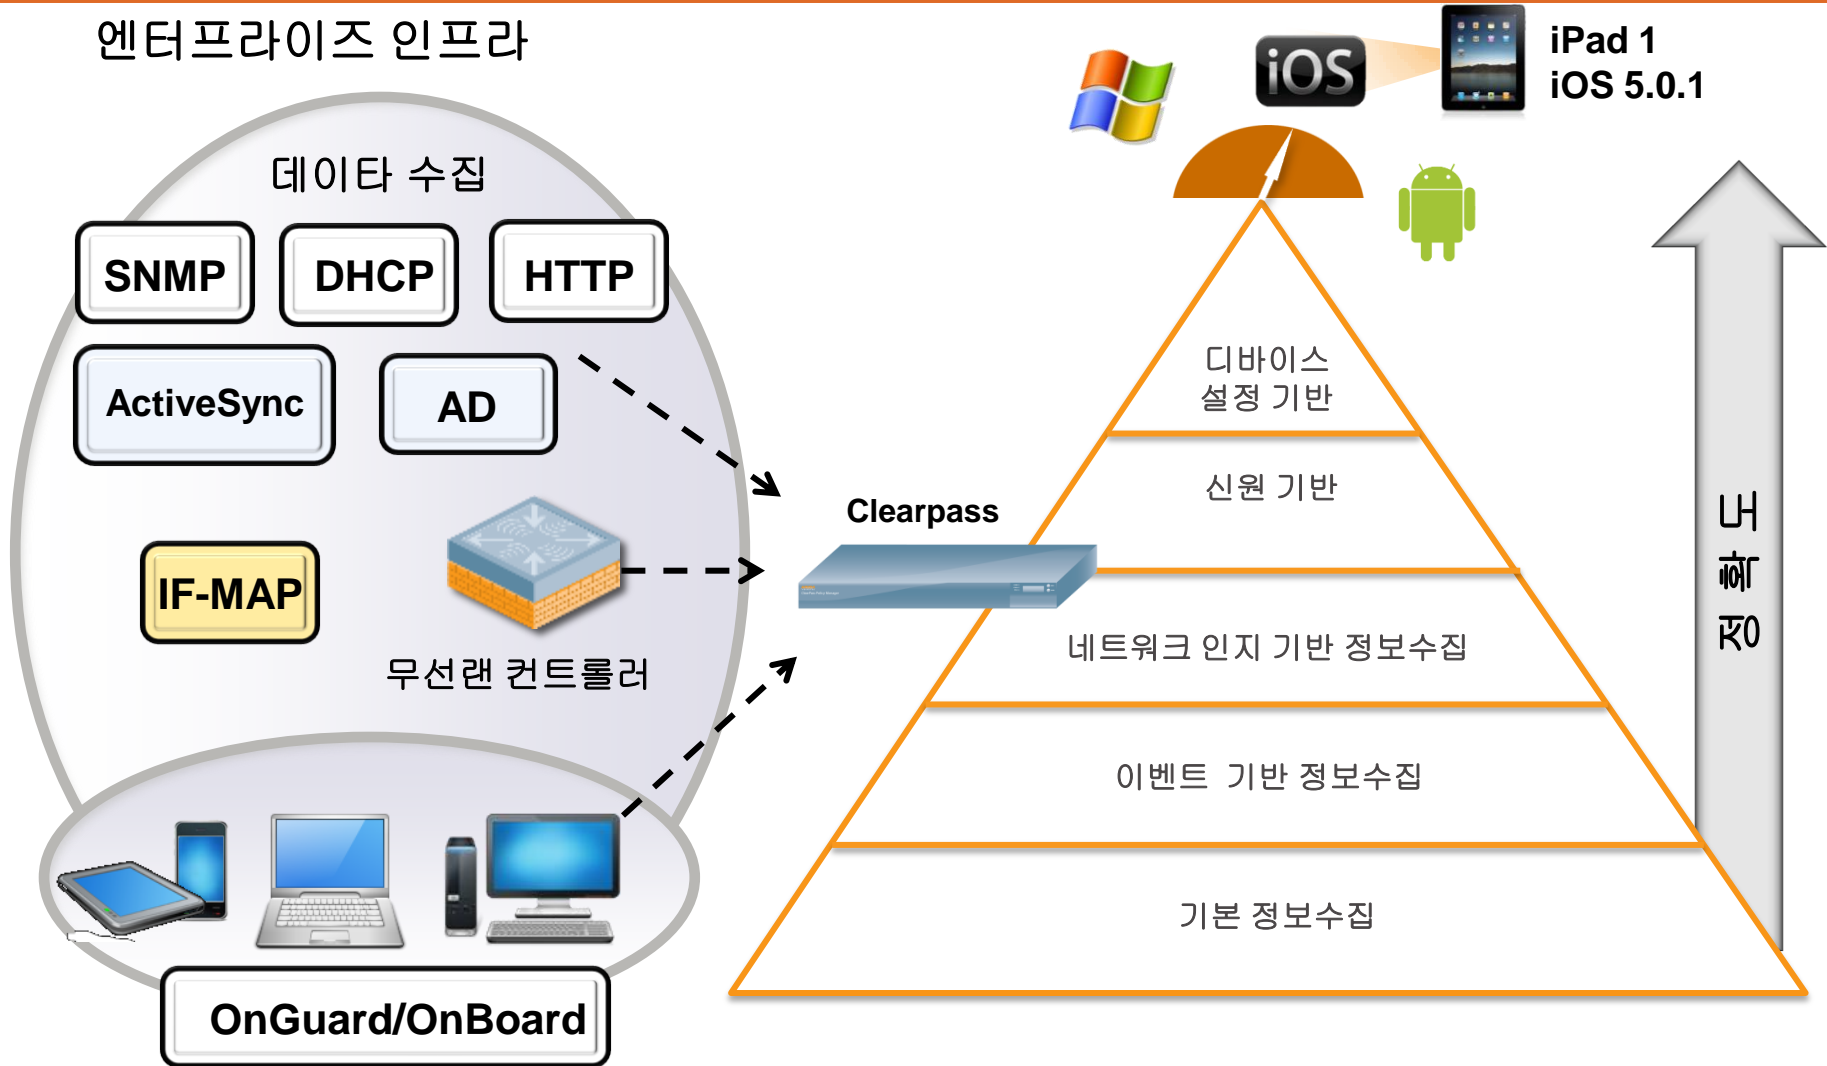 엔터프라이즈 인프라
데이타 수집
SNMP
DHCP
HTTP
ActiveSync
AD
IF-MAP
무선랜 컨트롤러
OnGuard/OnBoard
Clearpass
iOS
iPad 1
iOS 5.0.1
디바이스
설정 기반
신원 기반
네트워크 인지 기반 정보수집
이벤트 기반 정보수집
기본 정보수집
정확도